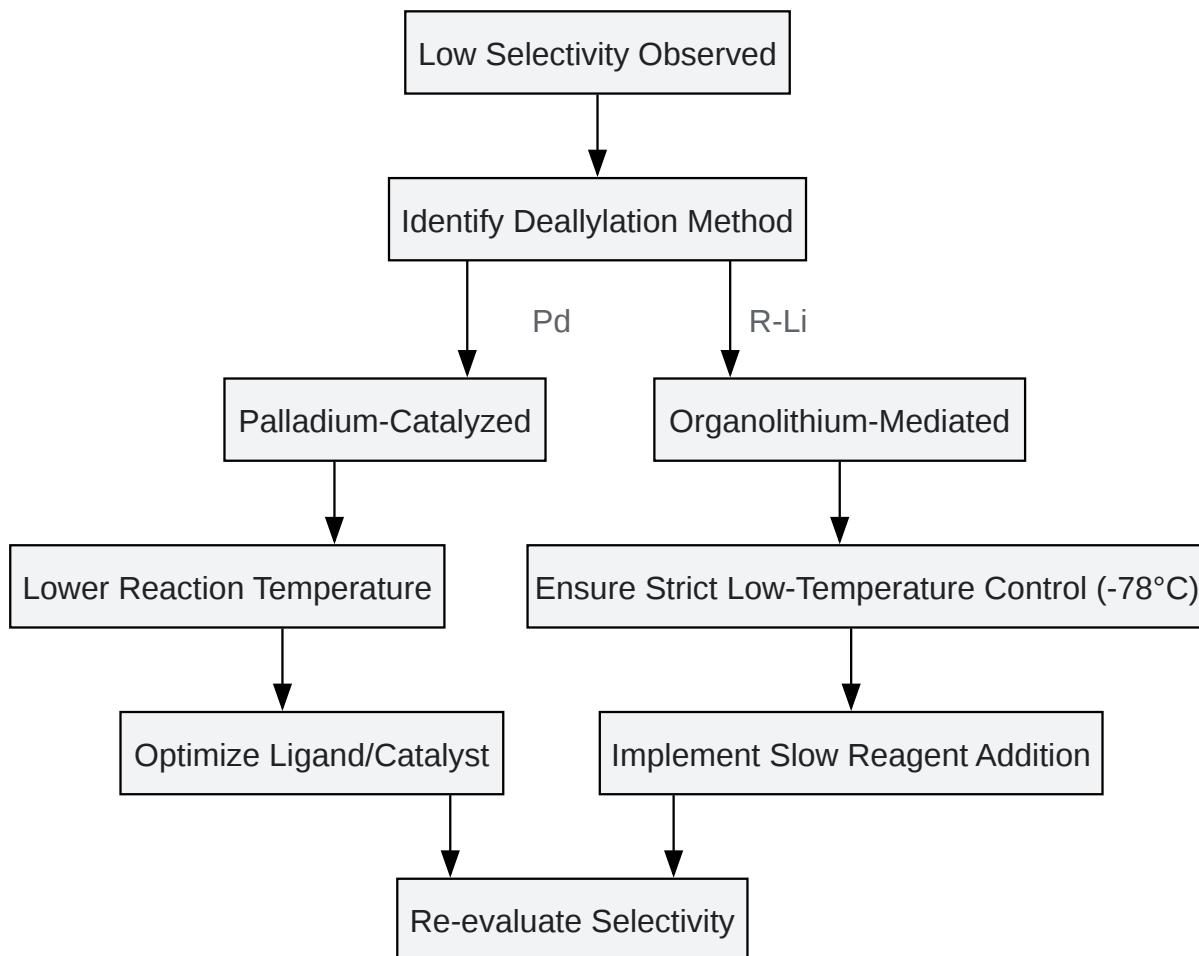 Low Selectivity Observed
Identify Deallylation Method
Pd
R-Li
Palladium-Catalyzed
Organolithium-Mediated
Lower Reaction Temperature
Ensure Strict Low-Temperature Control (-78°C)
Optimize Ligand/Catalyst
Implement Slow Reagent Addition
Re-evaluate Selectivity